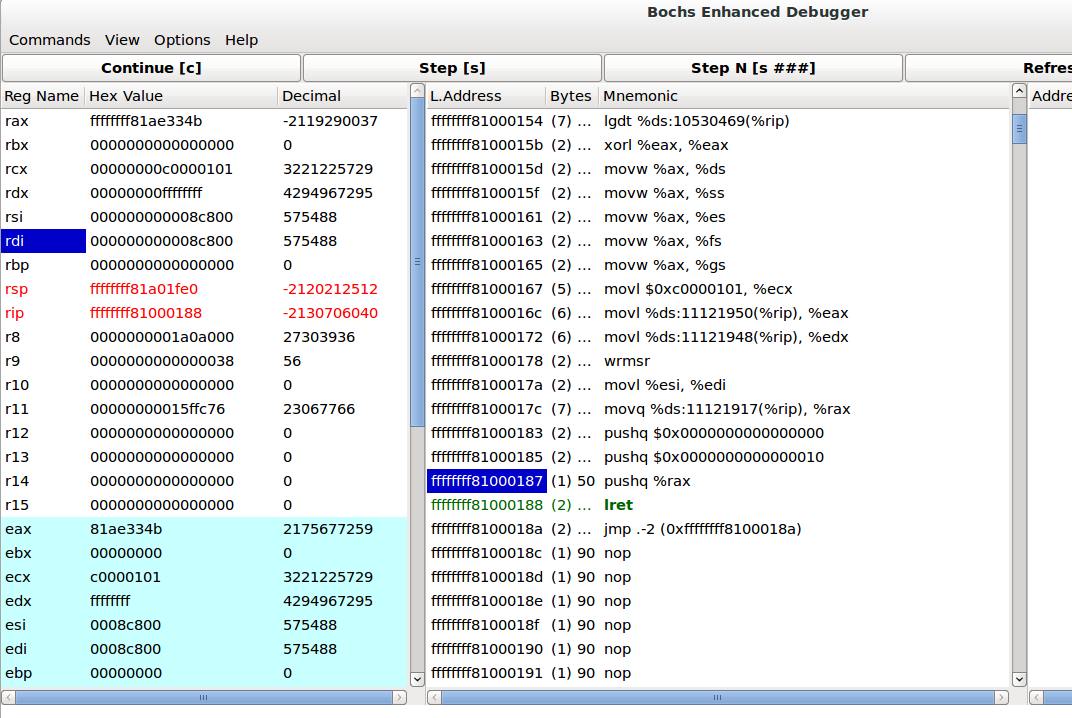 Bochs Enhanced Debugger
Commands View Options Help
Continue [c] Step [s] Step N [s ###] Refres
Reg Name Hex Value Decimal L.Address Bytes Mnemonic Addre
rax ffffffff81ae334b -2119290037 ffffffff81000154 (7) ... lgdt %ds:10530469(%rip)
rbx 0000000000000000 0 ffffffff8100015b (2) ... xorl %eax, %eax
rcx 00000000c0000101 3221225729 ffffffff8100015d (2) ... movw %ax, %ds
rdx 00000000ffffffff 4294967295 ffffffff8100015f (2) ... movw %ax, %ss
rsi 000000000008c800 575488 ffffffff81000161 (2) ... movw %ax, %es
rdi 000000000008c800 575488 ffffffff81000163 (2) ... movw %ax, %fs
rbp 0000000000000000 0 ffffffff81000165 (2) ... movw %ax, %gs
rsp ffffffff81a01fe0 -2120212512 ffffffff81000167 (5) ... movl $0xc0000101, %ecx
rip ffffffff81000188 -2130706040 ffffffff8100016c (6) ... movl %ds:11121950(%rip), %eax
r8 0000000001a0a000 27303936 ffffffff81000172 (6) ... movl %ds:11121948(%rip), %edx
r9 0000000000000038 56 ffffffff81000178 (2) ... wrmsr
r10 0000000000000000 0 ffffffff8100017a (2) ... movl %esi, %edi
r11 00000000015ffc76 23067766 ffffffff8100017c (7) ... movq %ds:11121917(%rip), %rax
r12 0000000000000000 0 ffffffff81000183 (2) ... pushq $0x0000000000000000
r13 0000000000000000 0 ffffffff81000185 (2) ... pushq $0x0000000000000010
r14 0000000000000000 0 ffffffff81000187 (1) 50 pushq %rax
r15 0000000000000000 0 ffffffff81000188 (2) ... lret
eax 81ae334b 2175677259 ffffffff8100018a (2) ... jmp .-2 (0xffffffff8100018a)
ebx 00000000 0 ffffffff8100018c (1) 90 nop
ecx c0000101 3221225729 ffffffff8100018d (1) 90 nop
edx ffffffff 4294967295 ffffffff8100018e (1) 90 nop
esi 0008c800 575488 ffffffff8100018f (1) 90 nop
edi 0008c800 575488 ffffffff81000190 (1) 90 nop
ebp 00000000 0 ffffffff81000191 (1) 90 nop